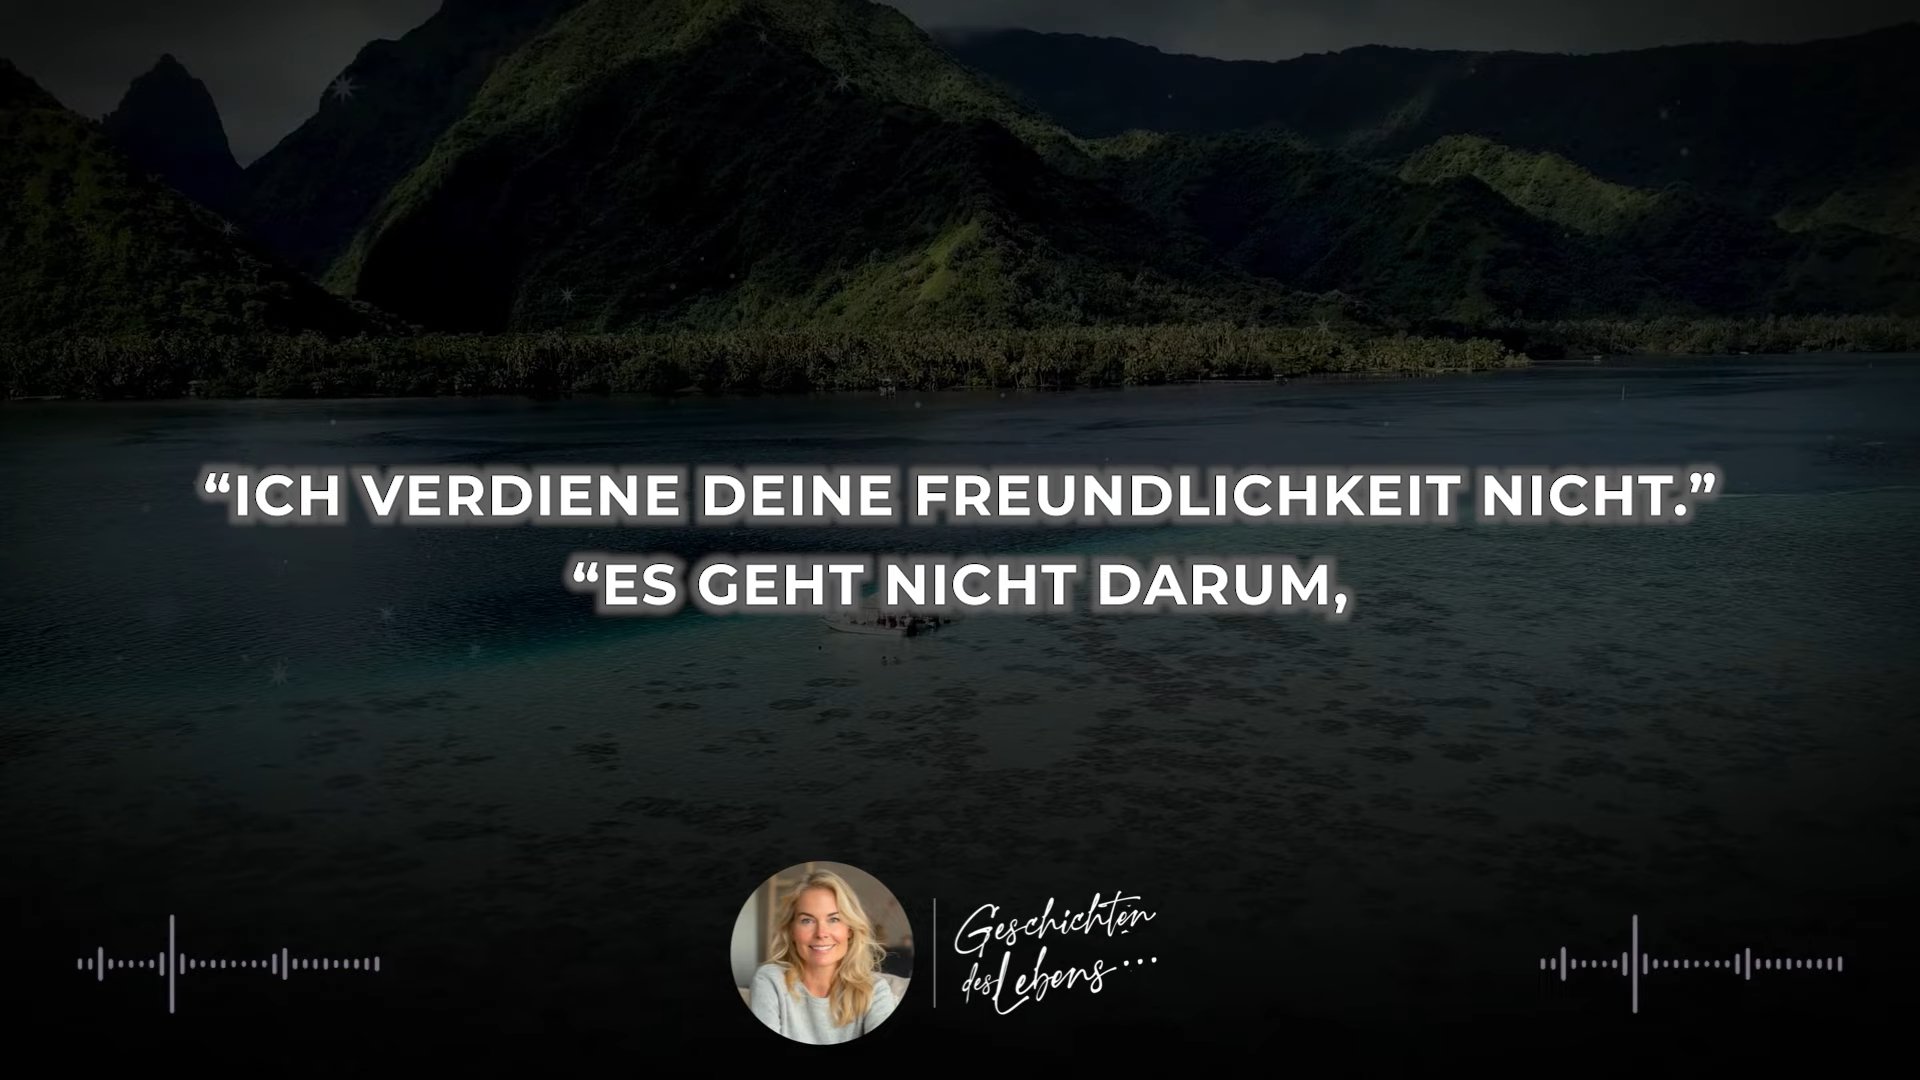 “ICH VERDIENE DEINE FREUNDLICHKEIT NICHT.”
“ES GEHT NICHT DARUM,
Geschichten
des Lebens...